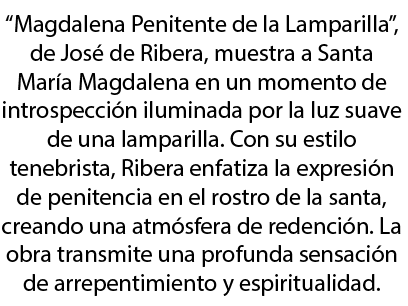 “Magdalena Penitente de la Lamparilla”,
de José de Ribera, muestra a Santa
María Magdalena en un momento de
introspección iluminada por la luz suave
de una lamparilla. Con su estilo
tenebrista, Ribera enfatiza la expresión
de penitencia en el rostro de la santa,
creando una atmósfera de redención. La
obra transmite una profunda sensación
de arrepentimiento y espiritualidad.